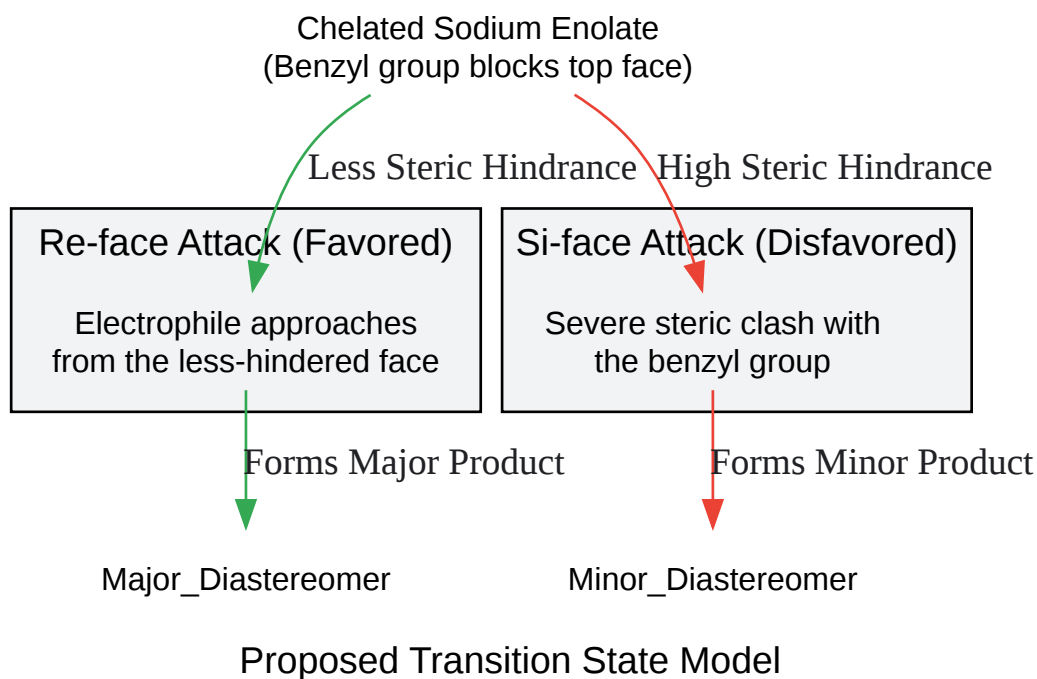 Chelated Sodium Enolate
(Benzyl group blocks top face)
Less Steric Hindrance
High Steric Hindrance
Re-face Attack (Favored)
Si-face Attack (Disfavored)
Electrophile approaches
from the less-hindered face
Severe steric clash with
the benzyl group
Forms Major Product
Forms Minor Product
Major_Diastereomer
Minor_Diastereomer
Proposed Transition State Model